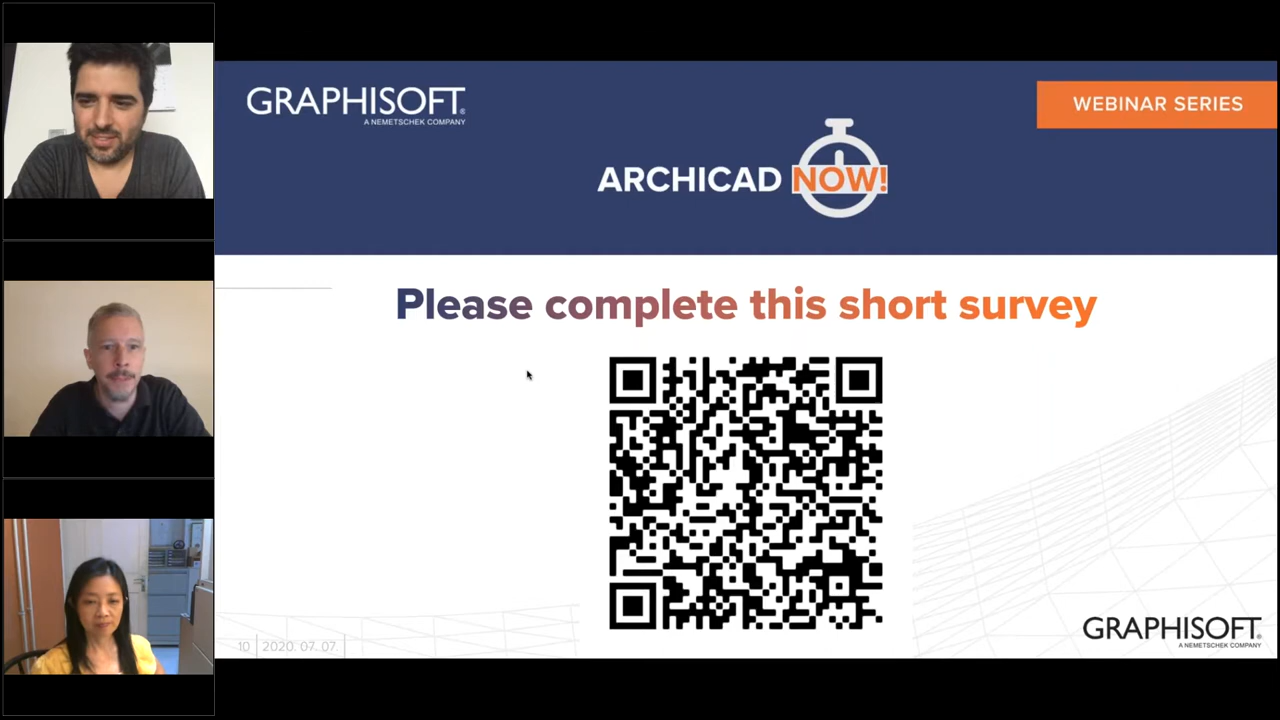 GRAPHISOFT®
A NEMETSCHEK COMPANY
WEBINAR SERIES
ARCHICAD NOW!
Please complete this short survey
10 | 2020. 07. 07.
GRAPHISOFT®
A NEMETSCHEK COMPANY